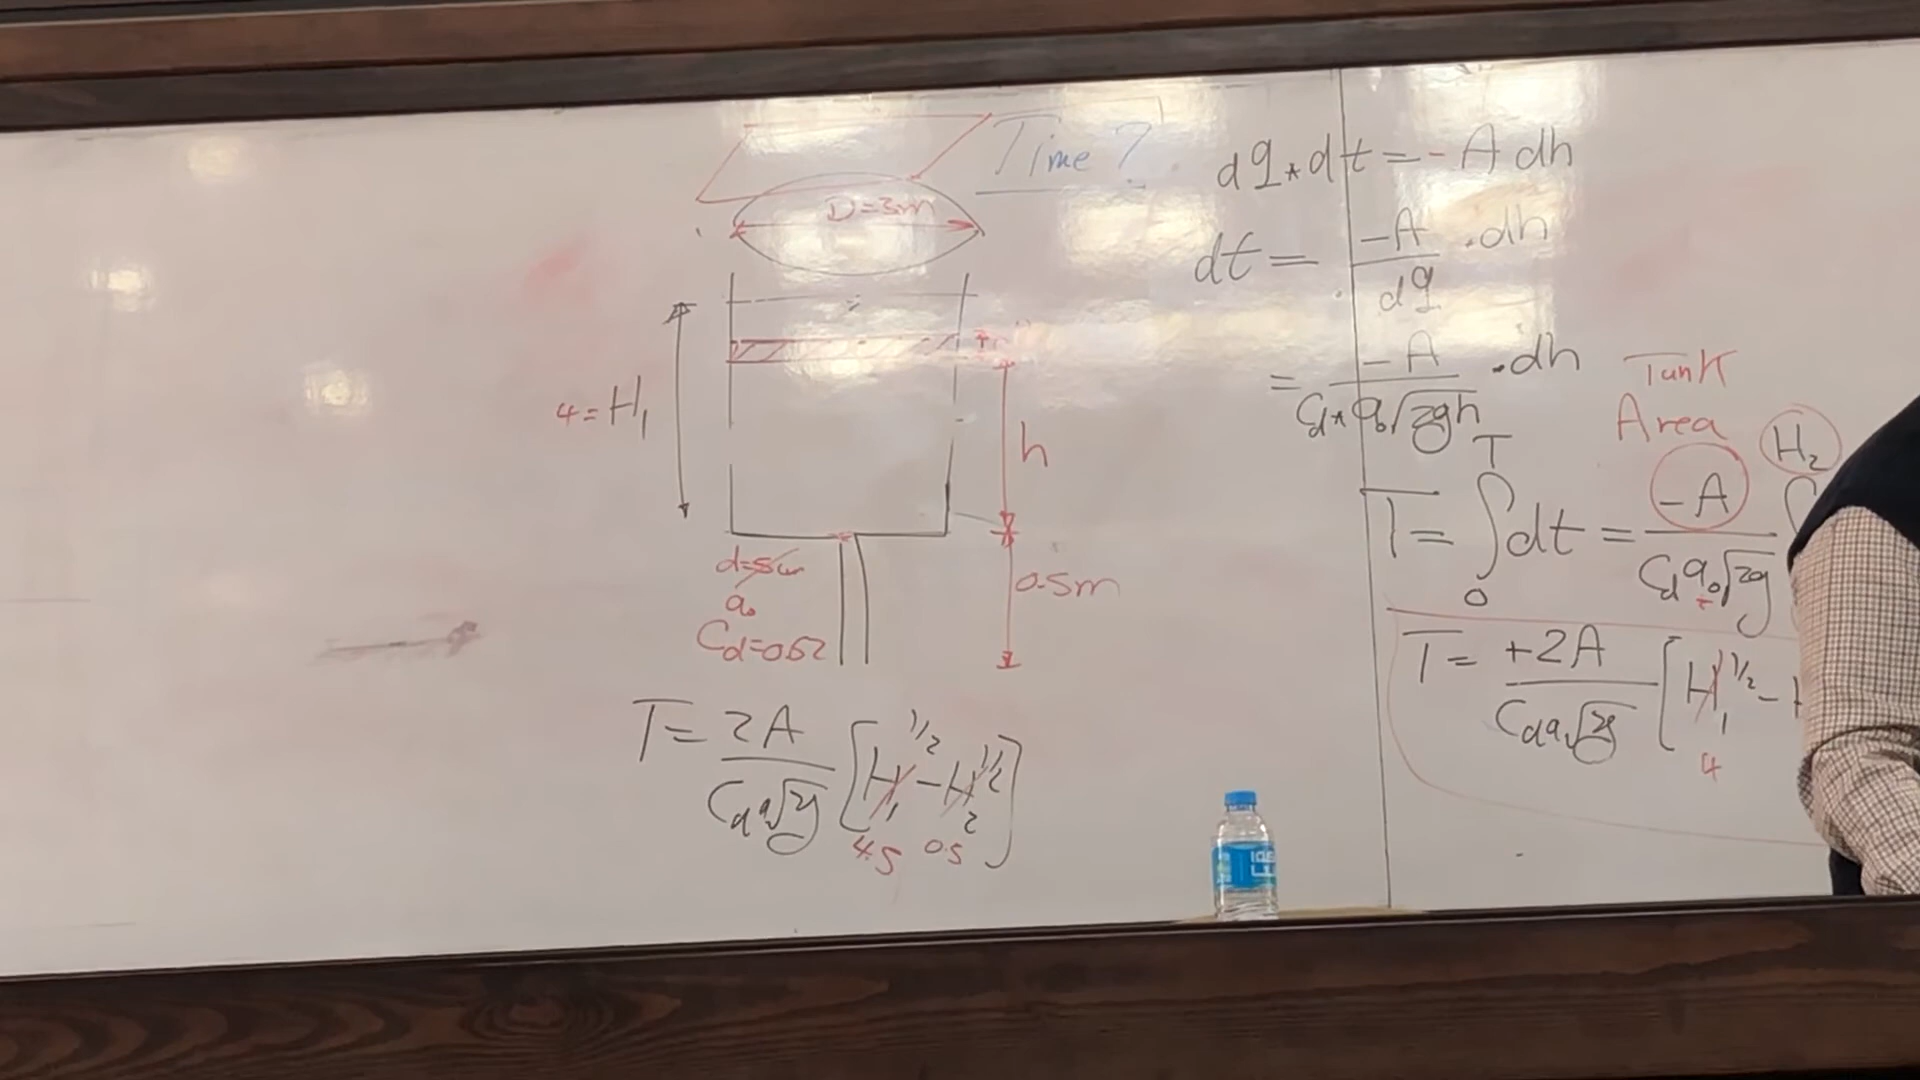 Time ?
D=3m
4 = H₁
h
d=5cm
a₀
Cd=0.62
0.5m
T = 2A / Cd a√2g [H₁^1/2 - H₂^1/2]
4.5 0.5
dq * dt = - A dh
dt = -A / dq . dh
= -A / Cd * a₀√2gh . dh
Tank
Area
H₂
T = ∫₀ᵀ dt = -A / Cd a₀√2g ∫
T = +2A / Cd a√2g [H₁^1/2 -
4